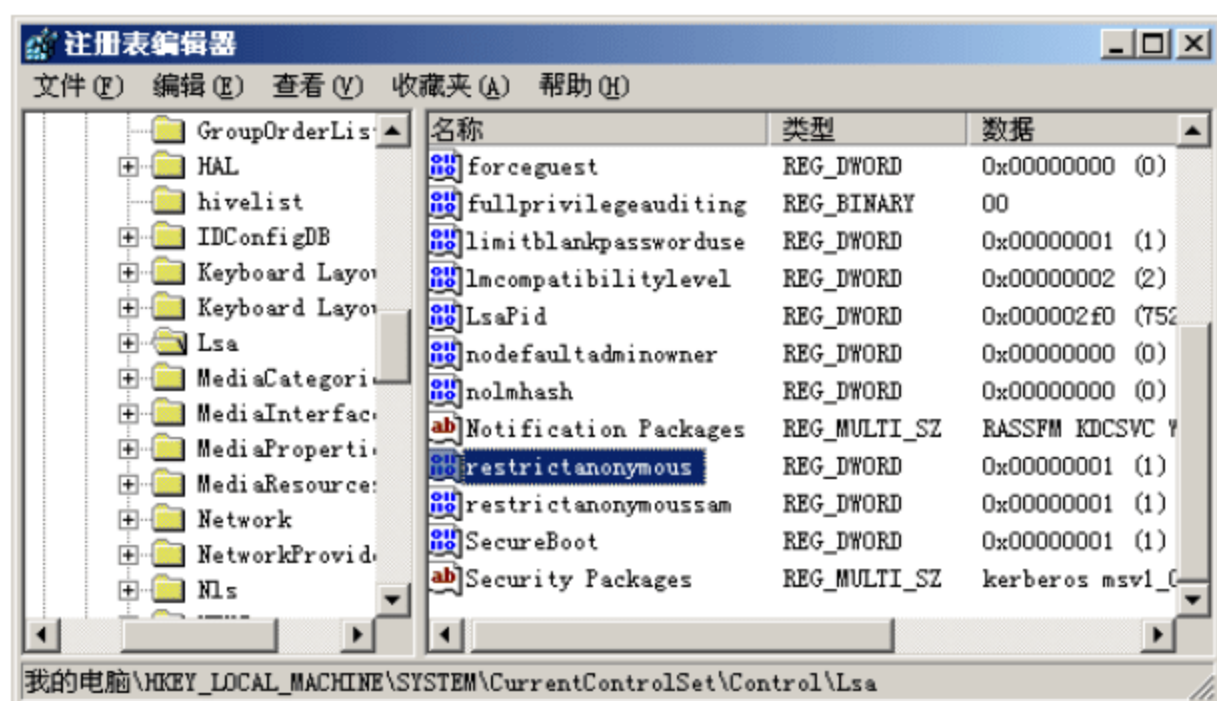 注册表编辑器
文件(F) 编辑(E) 查看(V) 收藏夹(A) 帮助(H)
GroupOrderLis
HAL
hivelist
IDConfigDB
Keyboard Layou
Keyboard Layou
Lsa
MediaCategori
MediaInterfac
MediaProperti
MediaResource
Network
NetworkProvid
Nls
名称 类型 数据
forceguest REG_DWORD 0x00000000 (0)
fullprivilegeauditing REG_BINARY 00
limitblankpassworduse REG_DWORD 0x00000001 (1)
lmcompatibilitylevel REG_DWORD 0x00000002 (2)
LsaPid REG_DWORD 0x000002f0 (752
nodefaultadminowner REG_DWORD 0x00000000 (0)
nolmhash REG_DWORD 0x00000000 (0)
Notification Packages REG_MULTI_SZ RASSFM KDCSVC
restrictanonymous REG_DWORD 0x00000001 (1)
restrictanonymoussam REG_DWORD 0x00000001 (1)
SecureBoot REG_DWORD 0x00000001 (1)
Security Packages REG_MULTI_SZ kerberos msv1_
我的电脑\HKEY_LOCAL_MACHINE\SYSTEM\CurrentControlSet\Control\Lsa